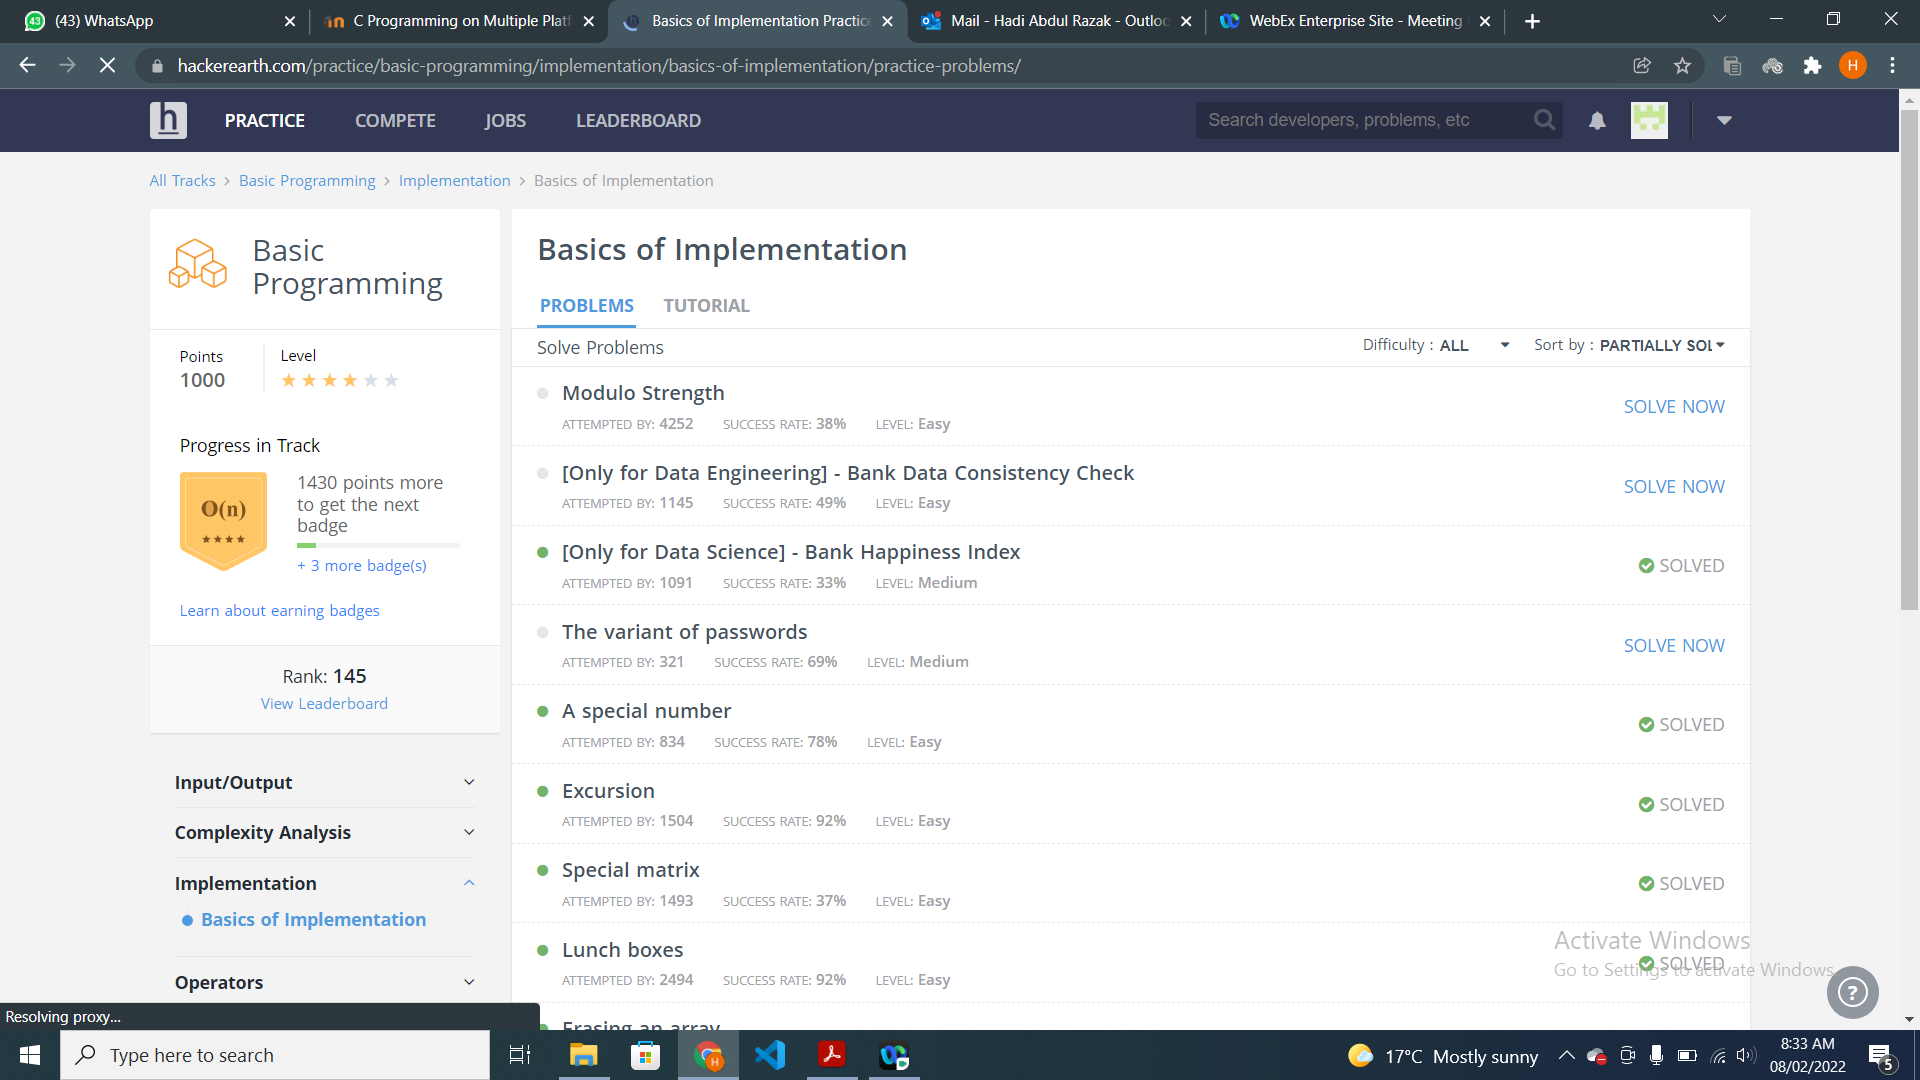 (43) WhatsApp
C Programming on Multiple Platf
Basics of Implementation Practice
Mail - Hadi Abdul Razak - Outloo
WebEx Enterprise Site - Meeting
hackerearth.com/practice/basic-programming/implementation/basics-of-implementation/practice-problems/
H
h PRACTICE COMPETE JOBS LEADERBOARD Search developers, problems, etc
All Tracks > Basic Programming > Implementation > Basics of Implementation
Basic
Programming
Points
1000
Level
Progress in Track
O(n)
1430 points more
to get the next
badge
+ 3 more badge(s)
Learn about earning badges
Rank: 145
View Leaderboard
Input/Output
Complexity Analysis
Implementation
Basics of Implementation
Operators
Basics of Implementation
PROBLEMS TUTORIAL
Solve Problems Difficulty : ALL Sort by : PARTIALLY SOL
Modulo Strength
ATTEMPTED BY: 4252 SUCCESS RATE: 38% LEVEL: Easy
SOLVE NOW
[Only for Data Engineering] - Bank Data Consistency Check
ATTEMPTED BY: 1145 SUCCESS RATE: 49% LEVEL: Easy
SOLVE NOW
[Only for Data Science] - Bank Happiness Index
ATTEMPTED BY: 1091 SUCCESS RATE: 33% LEVEL: Medium
SOLVED
The variant of passwords
ATTEMPTED BY: 321 SUCCESS RATE: 69% LEVEL: Medium
SOLVE NOW
A special number
ATTEMPTED BY: 834 SUCCESS RATE: 78% LEVEL: Easy
SOLVED
Excursion
ATTEMPTED BY: 1504 SUCCESS RATE: 92% LEVEL: Easy
SOLVED
Special matrix
ATTEMPTED BY: 1493 SUCCESS RATE: 37% LEVEL: Easy
SOLVED
Lunch boxes
ATTEMPTED BY: 2494 SUCCESS RATE: 92% LEVEL: Easy
SOLVED
Erasing an array
Activate Windows
Go to Settings to activate Windows.
?
Resolving proxy...
Type here to search
17°C Mostly sunny
8:33 AM
08/02/2022
5